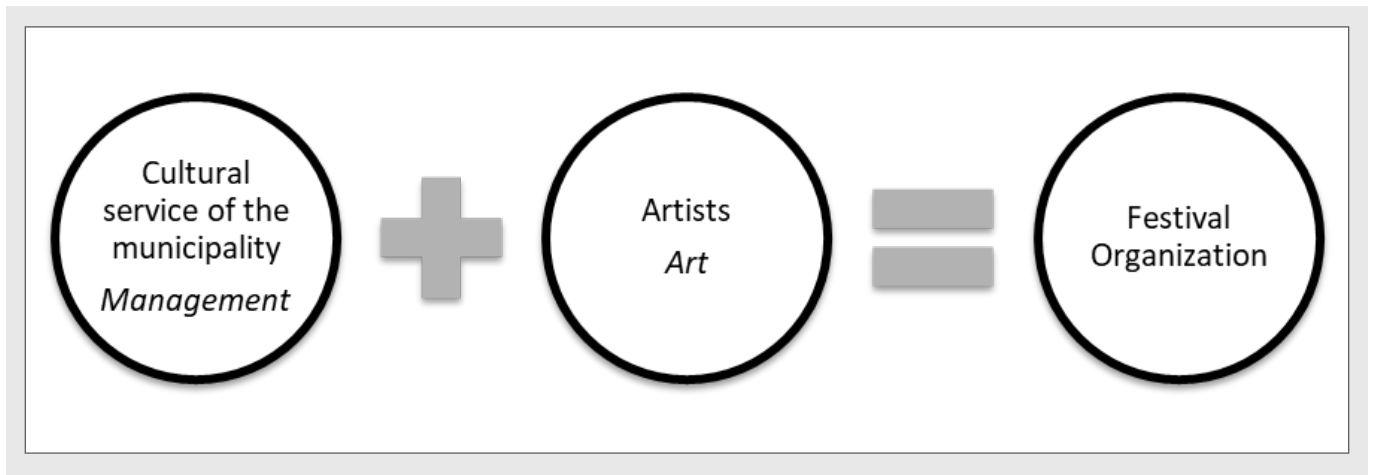 Cultural
service of the
municipality
Management
Artists
Art
Festival
Organization